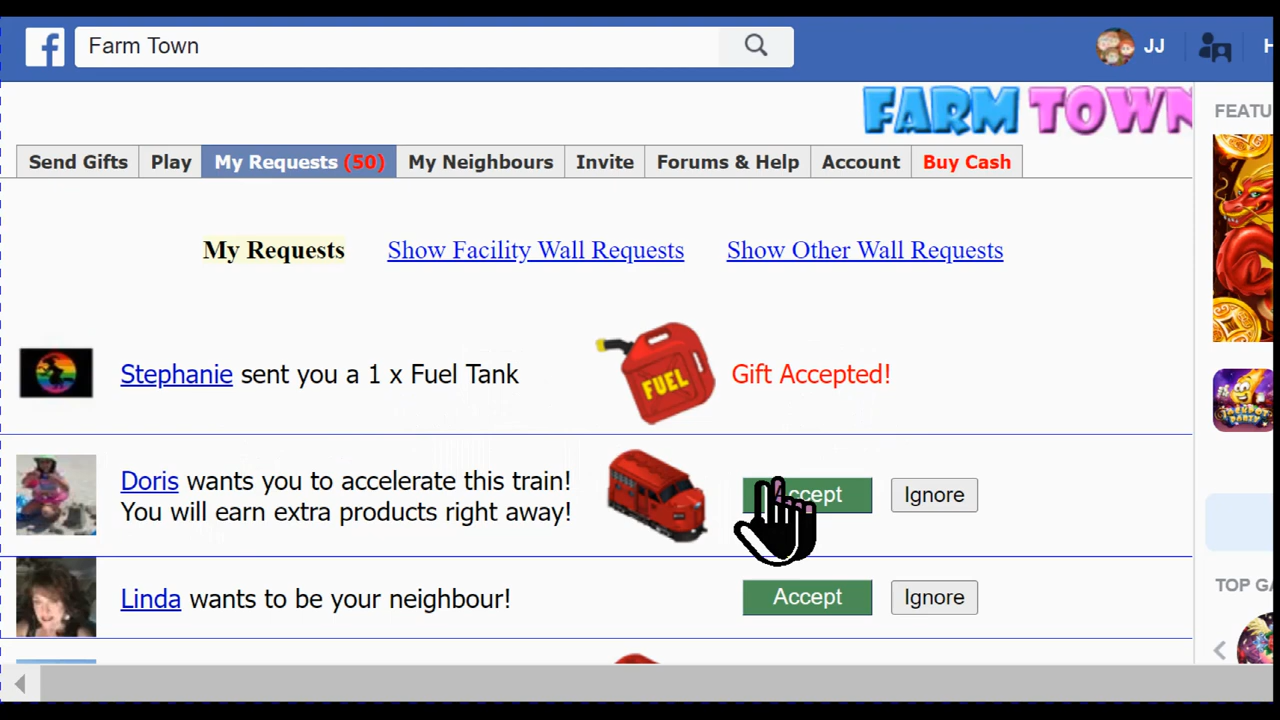 Farm Town
JJ
FARM TOWN
FEATU
Send Gifts Play My Requests (50) My Neighbours Invite Forums & Help Account Buy Cash
My Requests Show Facility Wall Requests Show Other Wall Requests
Stephanie sent you a 1 x Fuel Tank FUEL Gift Accepted!
Doris wants you to accelerate this train!
You will earn extra products right away!
ccept Ignore
Linda wants to be your neighbour! Accept Ignore
TOP GA